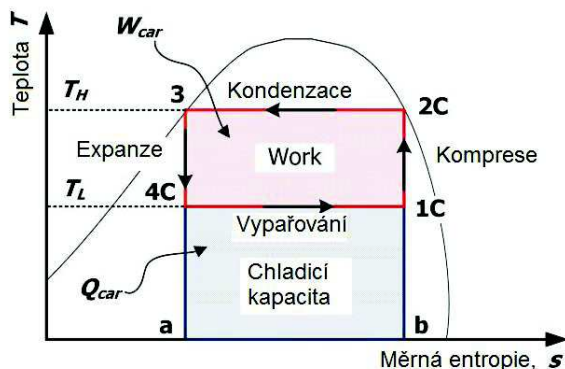 Teplota T
W_car
T_H
3
Kondenzace
2C
Expanze
Work
Komprese
T_L
4C
1C
Vypařování
Q_car
Chladicí
kapacita
a
b
Měrná entropie, s